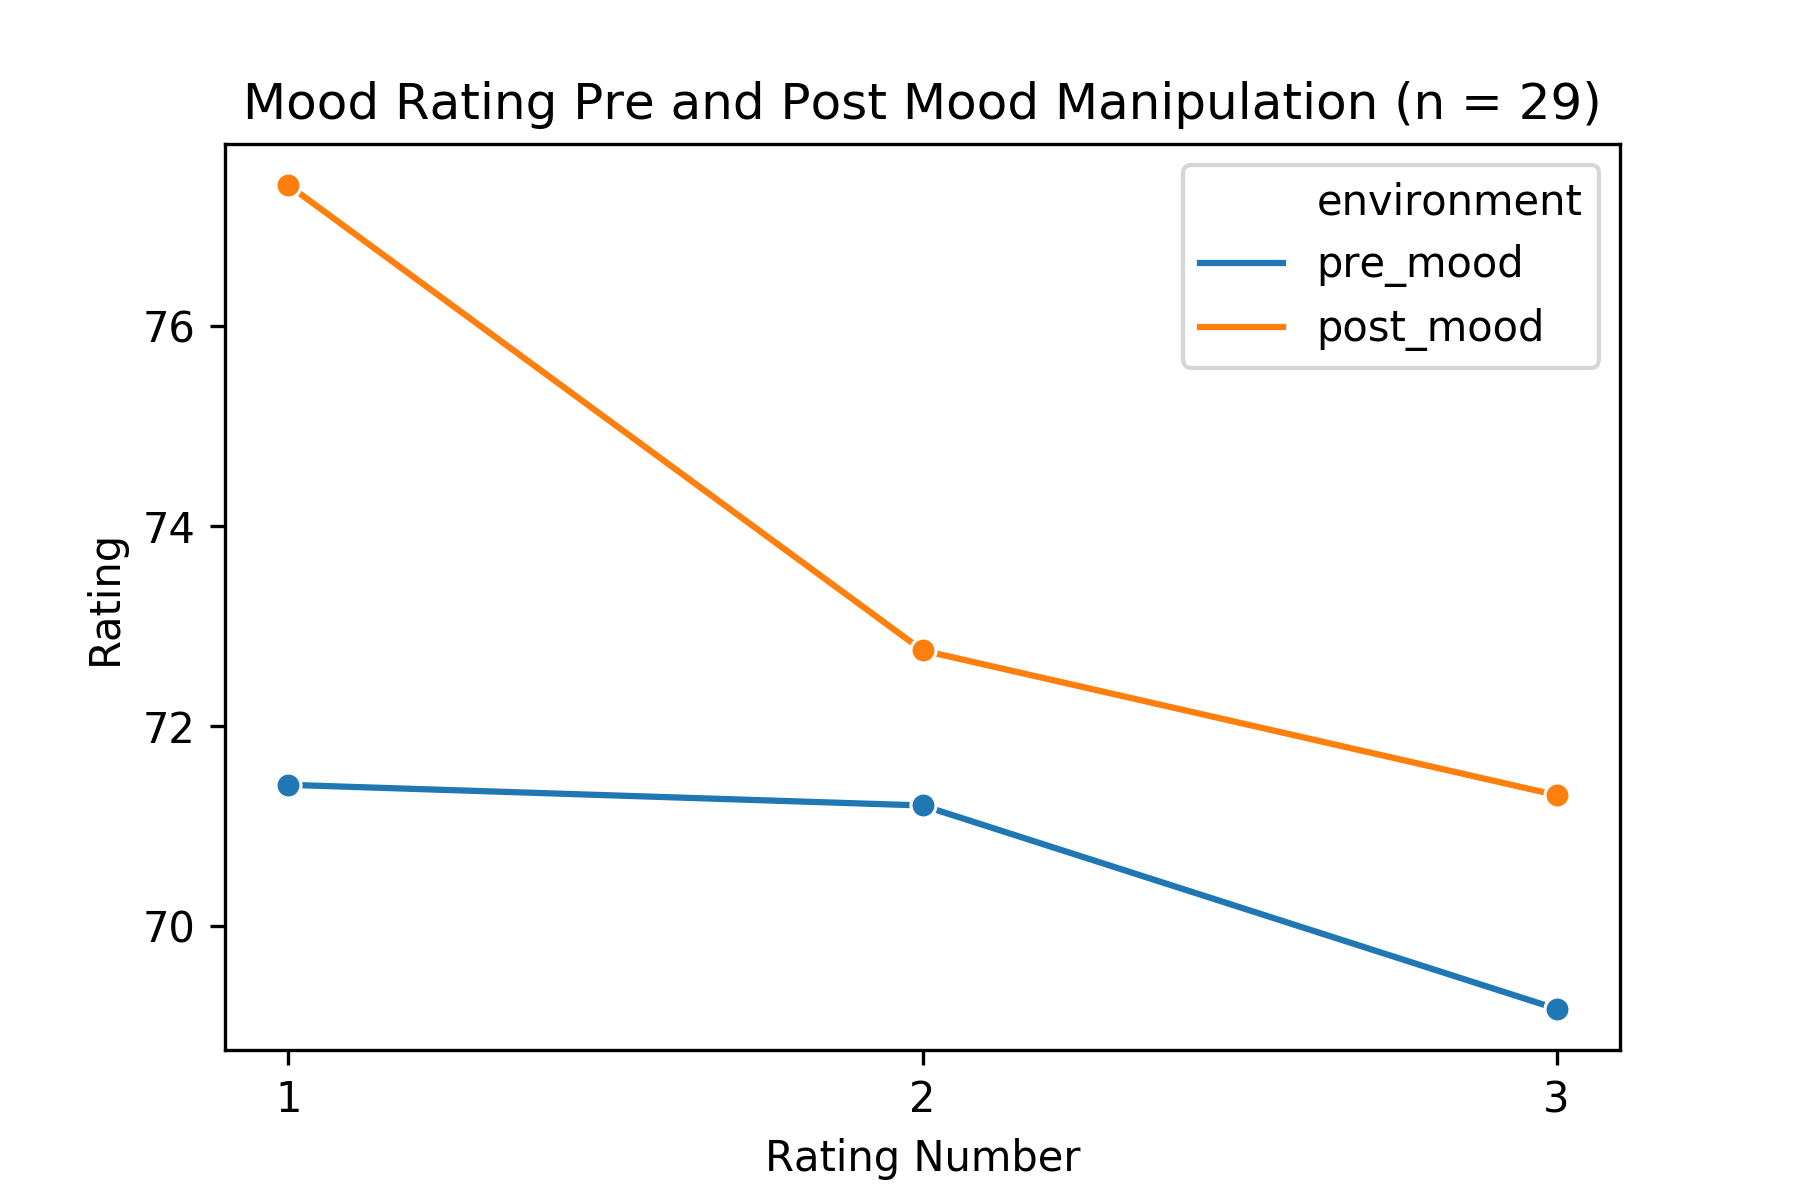 Mood Rating Pre and Post Mood Manipulation (n = 29)
environment
pre_mood
post_mood
76
74
72
70
Rating
1 2 3
Rating Number